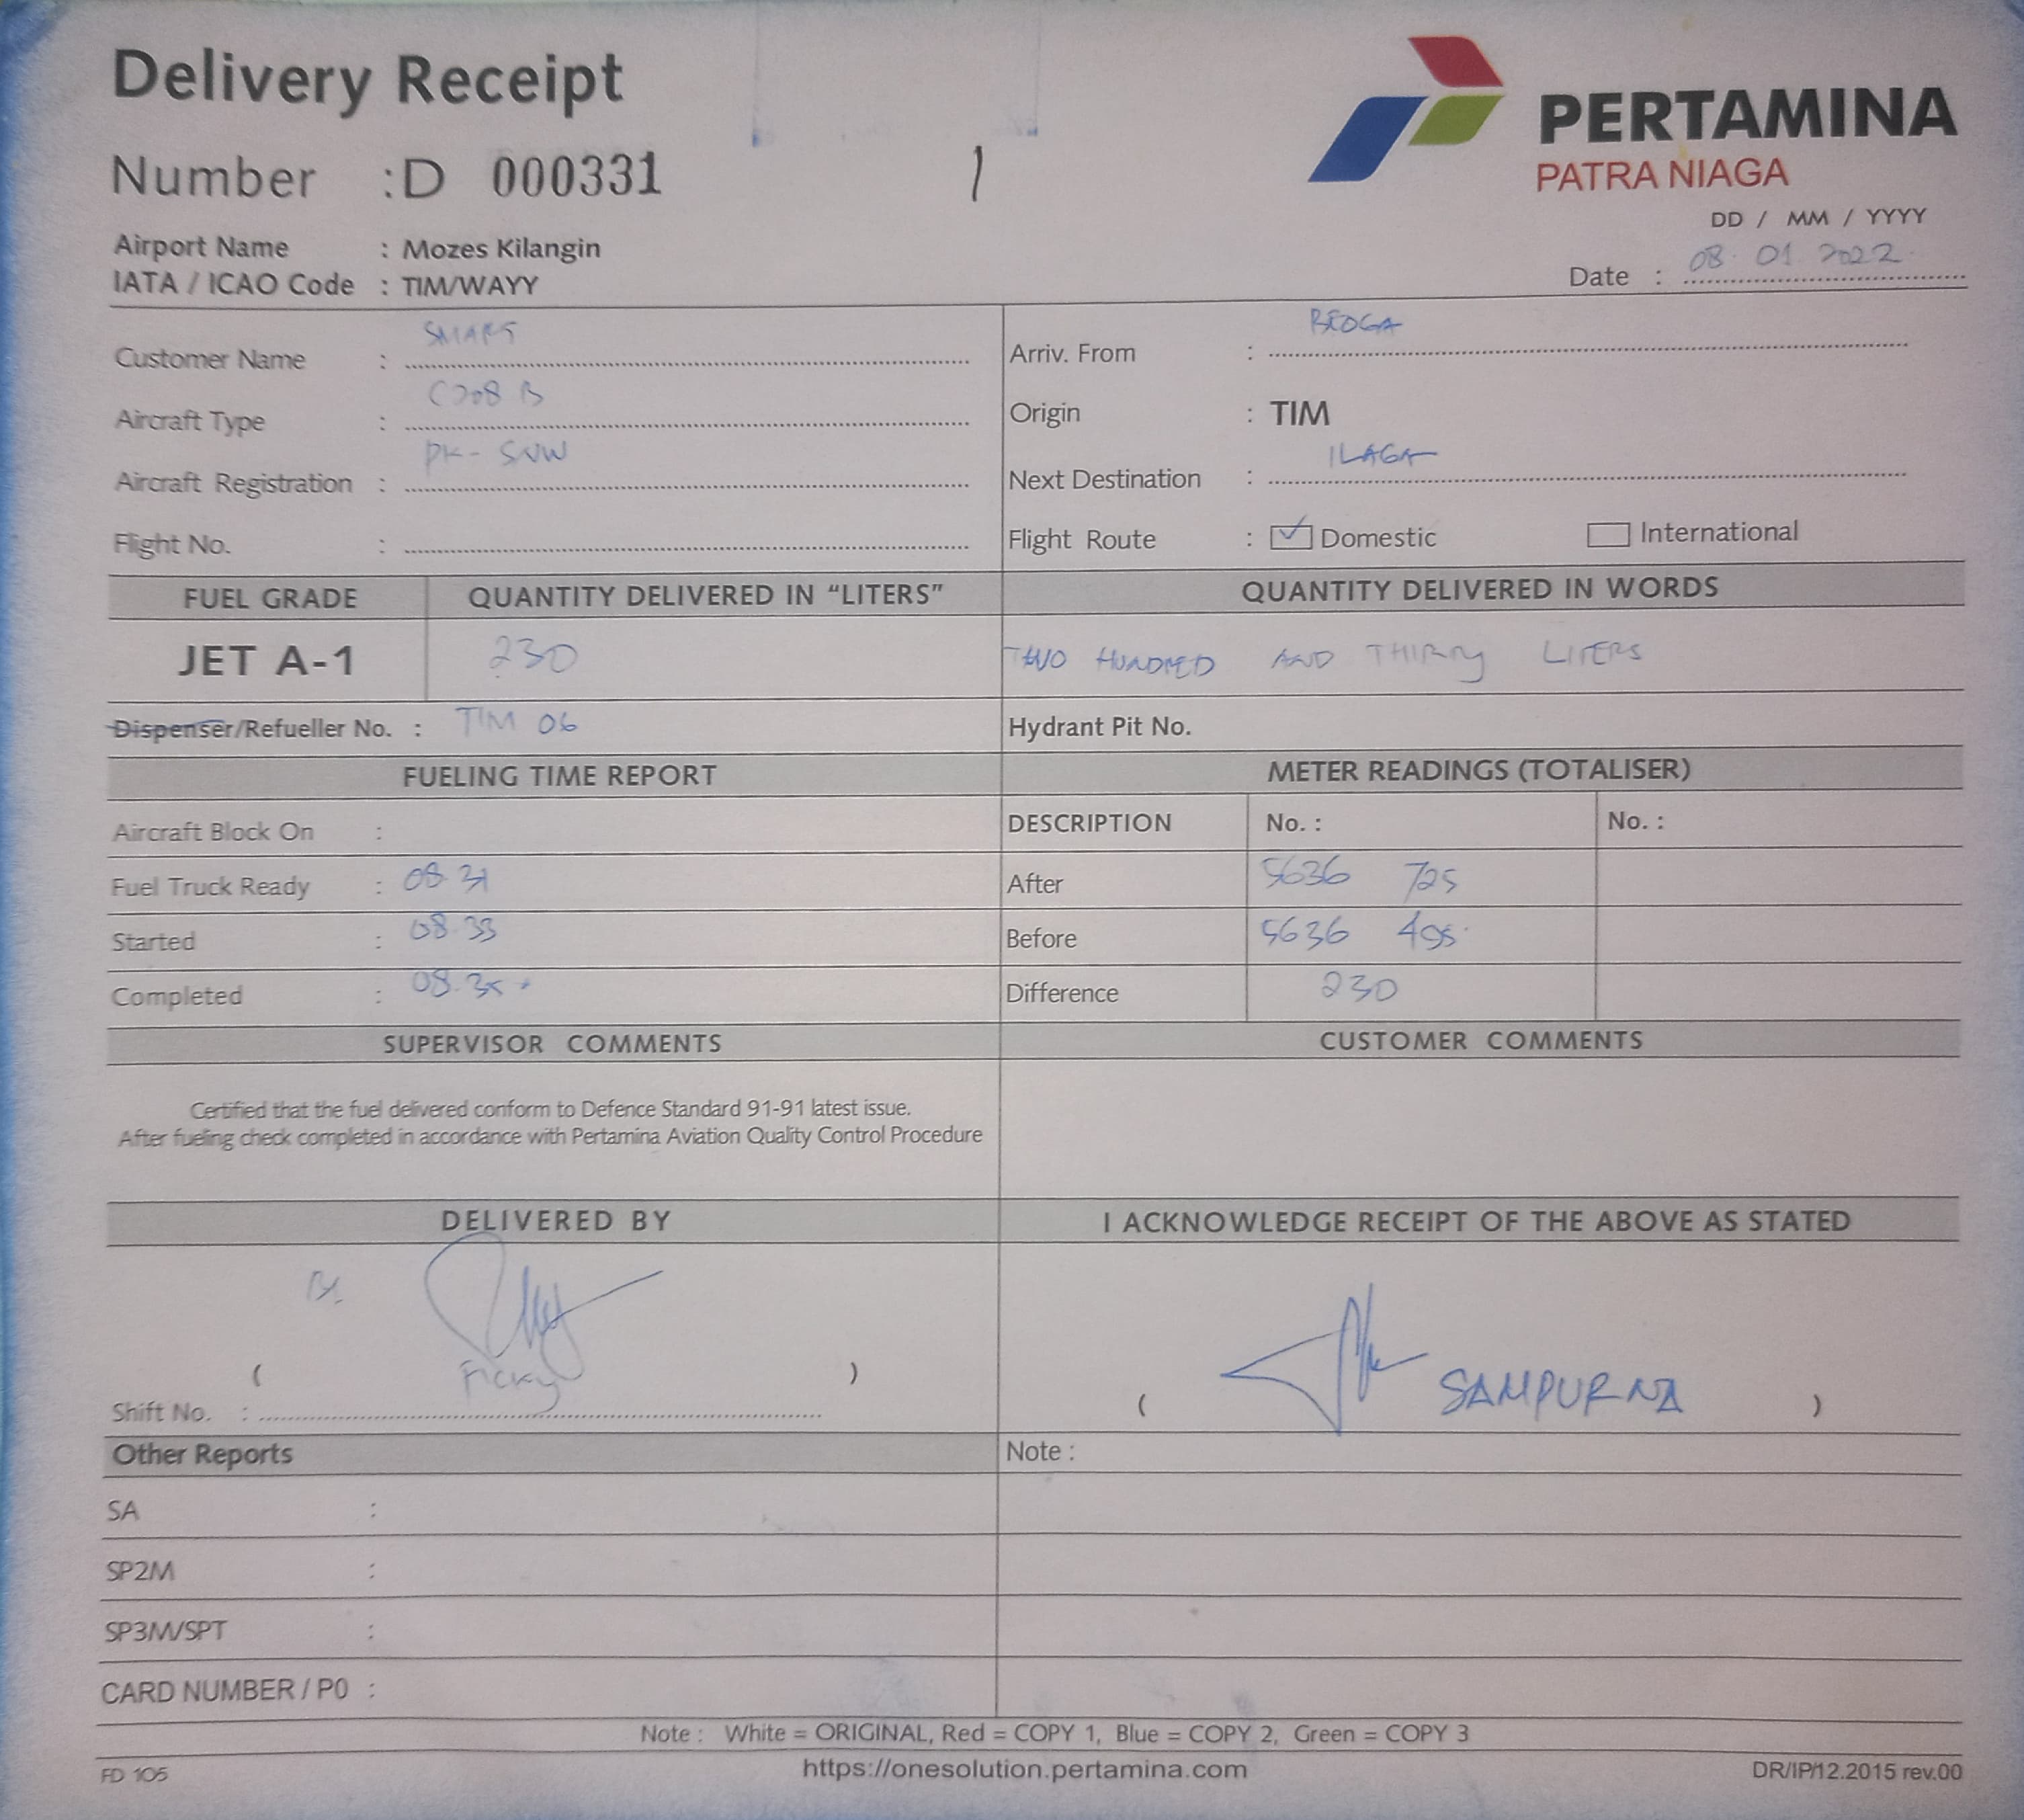 Delivery Receipt
PERTAMINA
PATRA NIAGA
Number : D 000331
DD / MM / YYYY
Airport Name : Mozes Kilangin
Date : 08 01 2022
IATA / ICAO Code : TIM/WAYY
Customer Name : SMART
Arriv. From : BEOGA
Aircraft Type : C208 B
Origin : TIM
Aircraft Registration : PK-
Next Destination : ILAGA
Flight No. :
Flight Route : Domestic International
FUEL GRADE QUANTITY DELIVERED IN “LITERS” QUANTITY DELIVERED IN WORDS
JET A-1 230 TWO HUNDRED AND THIRTY LITERS
Dispenser/Refueller No. : TIM 06 Hydrant Pit No.
FUELING TIME REPORT METER READINGS (TOTALISER)
Aircraft Block On : DESCRIPTION No. : No. :
Fuel Truck Ready : 08 31 After 5636 725
Started : 08.33 Before 5636 495
Completed : 08.35 Difference 230
SUPERVISOR COMMENTS CUSTOMER COMMENTS
Certified that the fuel delivered conform to Defence Standard 91-91 latest issue.
After fueling check completed in accordance with Pertamina Aviation Quality Control Procedure
DELIVERED BY I ACKNOWLEDGE RECEIPT OF THE ABOVE AS STATED
( Ficky )
( SAMPURNA )
Shift No. :
Other Reports Note :
SA :
SP2M :
SP3M/SPT :
CARD NUMBER / P0 :
Note : White = ORIGINAL, Red = COPY 1, Blue = COPY 2, Green = COPY 3
FD 105 https://onesolution.pertamina.com DR/IP/12.2015 rev.00